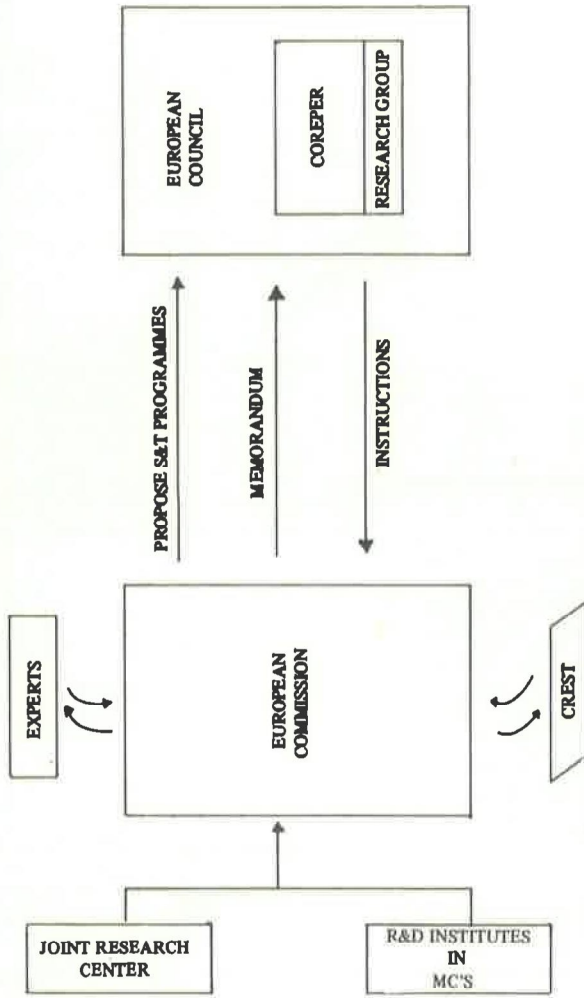 EXPERTS
JOINT RESEARCH
CENTER
R&D INSTITUTES
IN
MC'S
EUROPEAN
COMMISSION
CREST
PROPOSE S&T PROGRAMMES
MEMORANDUM
INSTRUCTIONS
EUROPEAN
COUNCIL
COREPER
RESEARCH GROUP